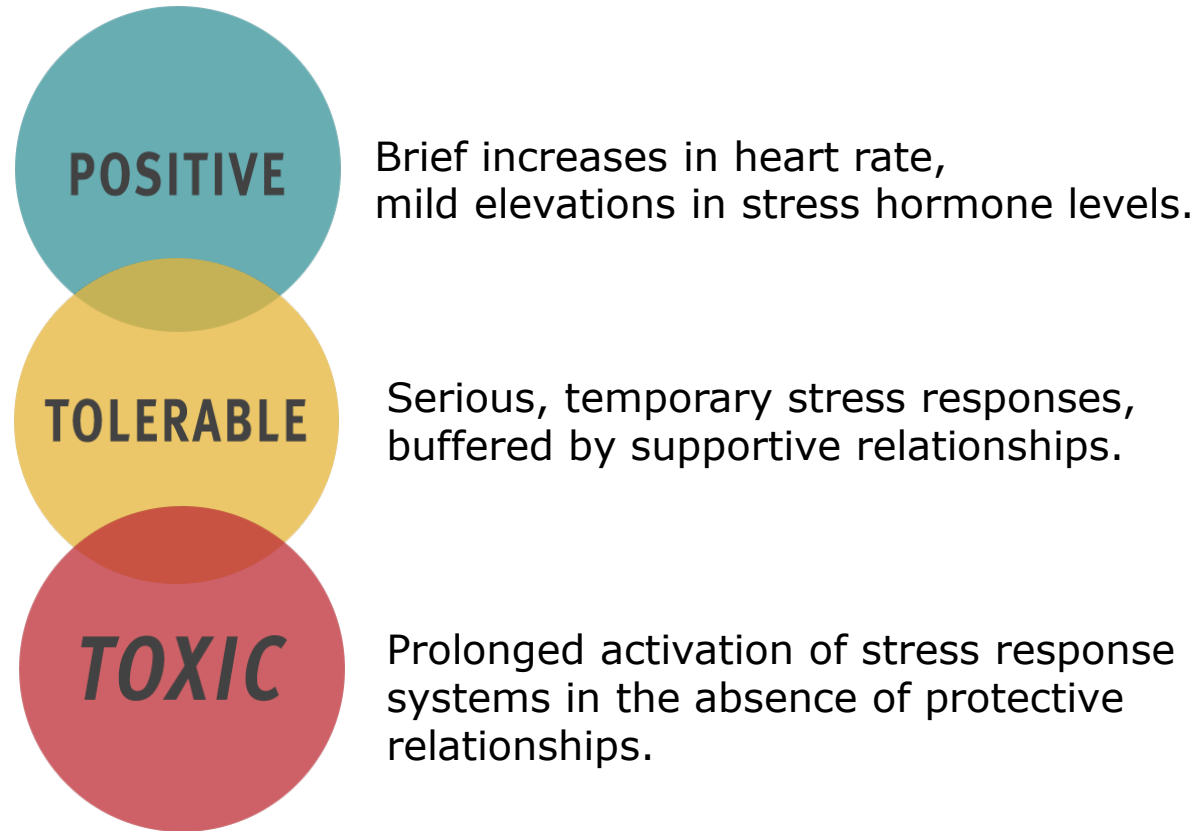 POSITIVE
Brief increases in heart rate,
mild elevations in stress hormone levels.
TOLERABLE
Serious, temporary stress responses,
buffered by supportive relationships.
TOXIC
Prolonged activation of stress response
systems in the absence of protective
relationships.